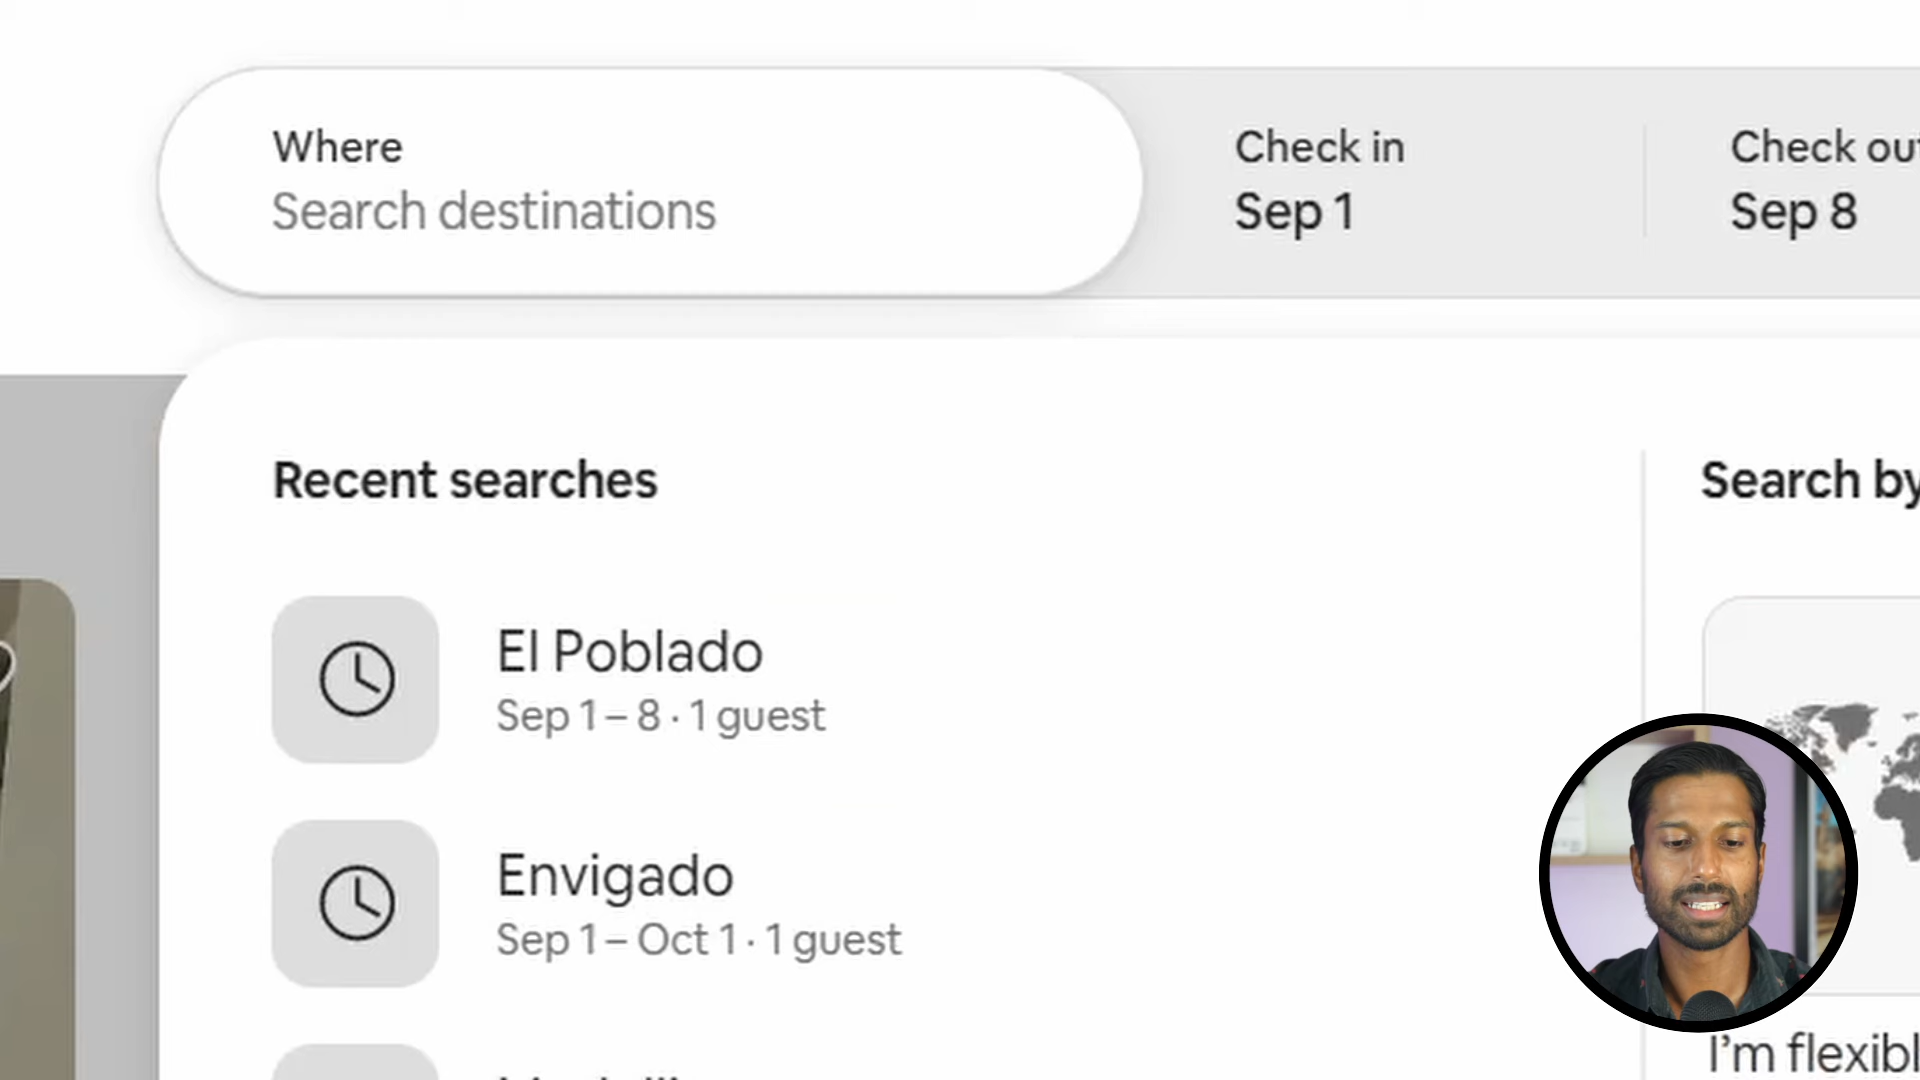 Where
Search destinations
Check in
Sep 1
Check out
Sep 8
Recent searches
Search by
El Poblado
Sep 1 – 8 · 1 guest
Envigado
Sep 1 – Oct 1 · 1 guest
I'm flexibl